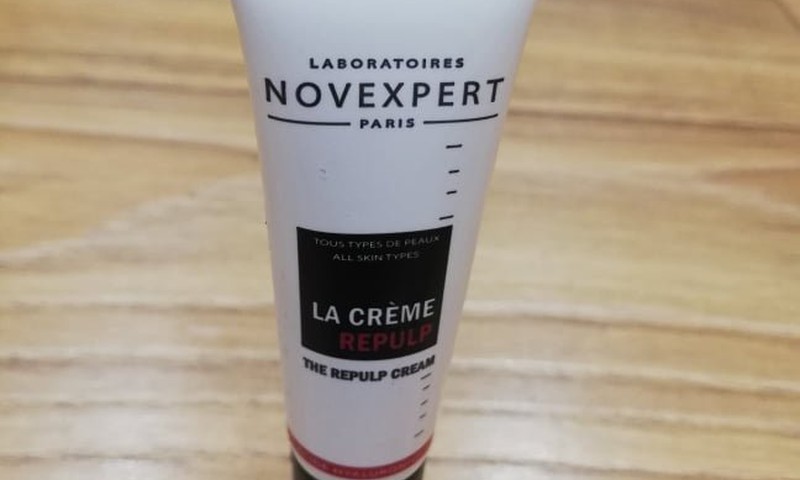 LABORATOIRES
NOVEXPERT
PARIS
TOUS TYPES DE PEAUX
ALL SKIN TYPES
LA CRÈME
REPULP
THE REPULP CREAM